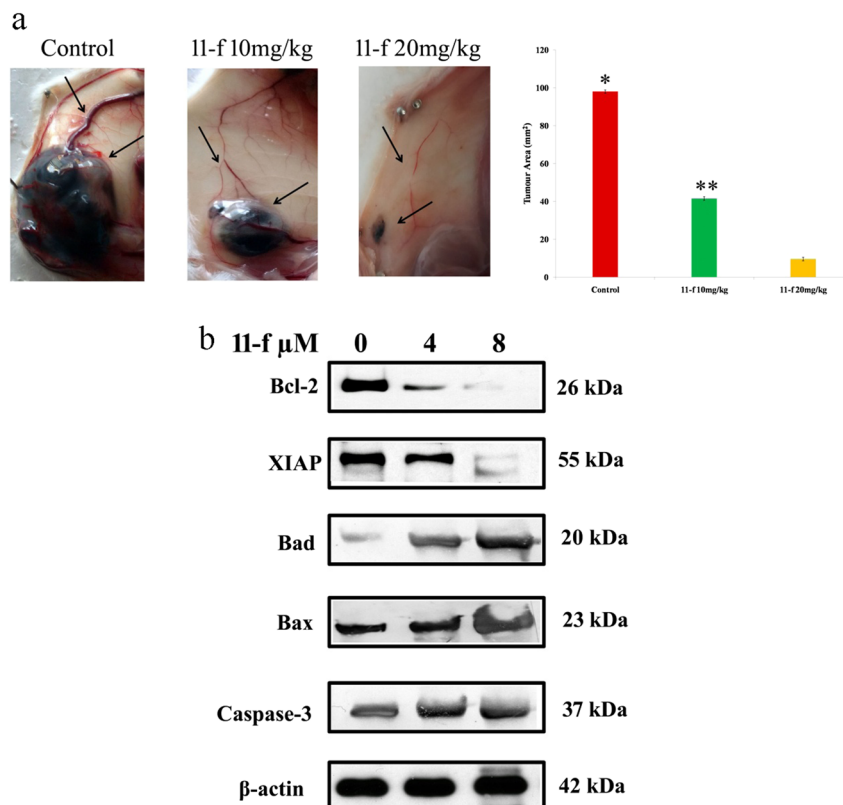 a
Control
11-f 10mg/kg
11-f 20mg/kg
Tumour Area (mm²)
120
100
80
60
40
20
0
*
**
Control
11-f 10mg/kg
11-f 20mg/kg
b
11-f μM 0 4 8
Bcl-2 26 kDa
XIAP 55 kDa
Bad 20 kDa
Bax 23 kDa
Caspase-3 37 kDa
β-actin 42 kDa